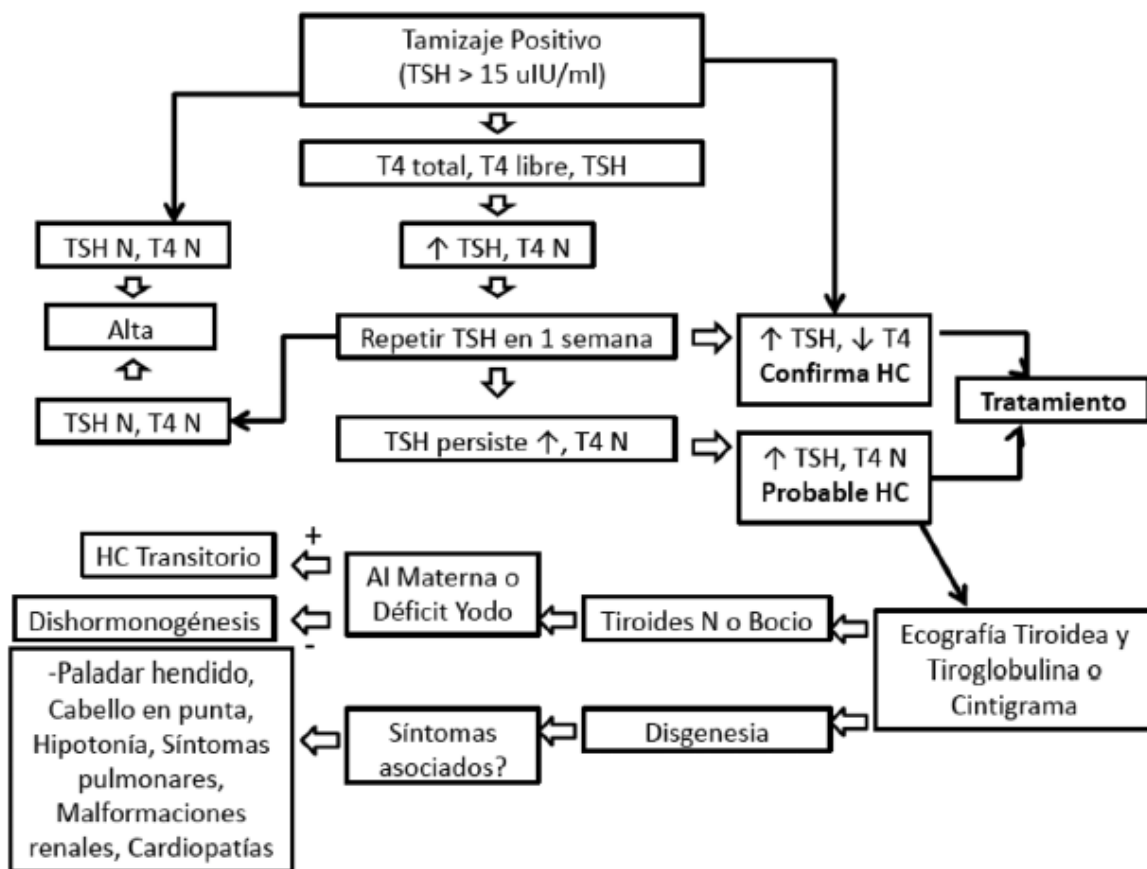 Tamizaje Positivo
(TSH > 15 uIU/ml)
T4 total, T4 libre, TSH
TSH N, T4 N
↑ TSH, T4 N
Alta
Repetir TSH en 1 semana
↑ TSH, ↓ T4
Confirma HC
Tratamiento
TSH N, T4 N
TSH persiste ↑, T4 N
↑ TSH, T4 N
Probable HC
HC Transitorio
+
AI Materna o
Déficit Yodo
Tiroides N o Bocio
Ecografía Tiroidea y
Tiroglobulina o
Cintigrama
Dishormonogénesis
-
-Paladar hendido,
Cabello en punta,
Hipotonía, Síntomas
pulmonares,
Malformaciones
renales, Cardiopatías
Síntomas
asociados?
Disgenesia